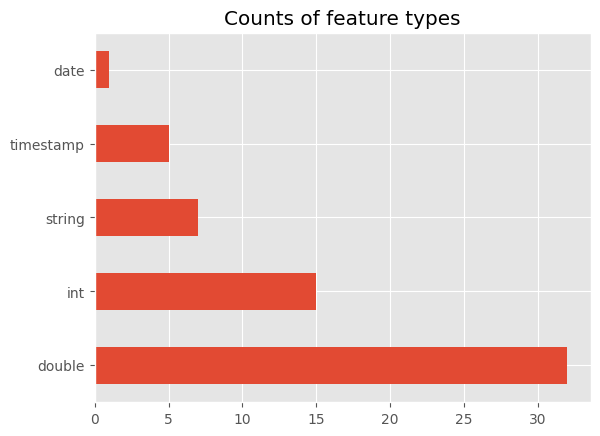 Counts of feature types
date
timestamp
string
int
double
0 5 10 15 20 25 30